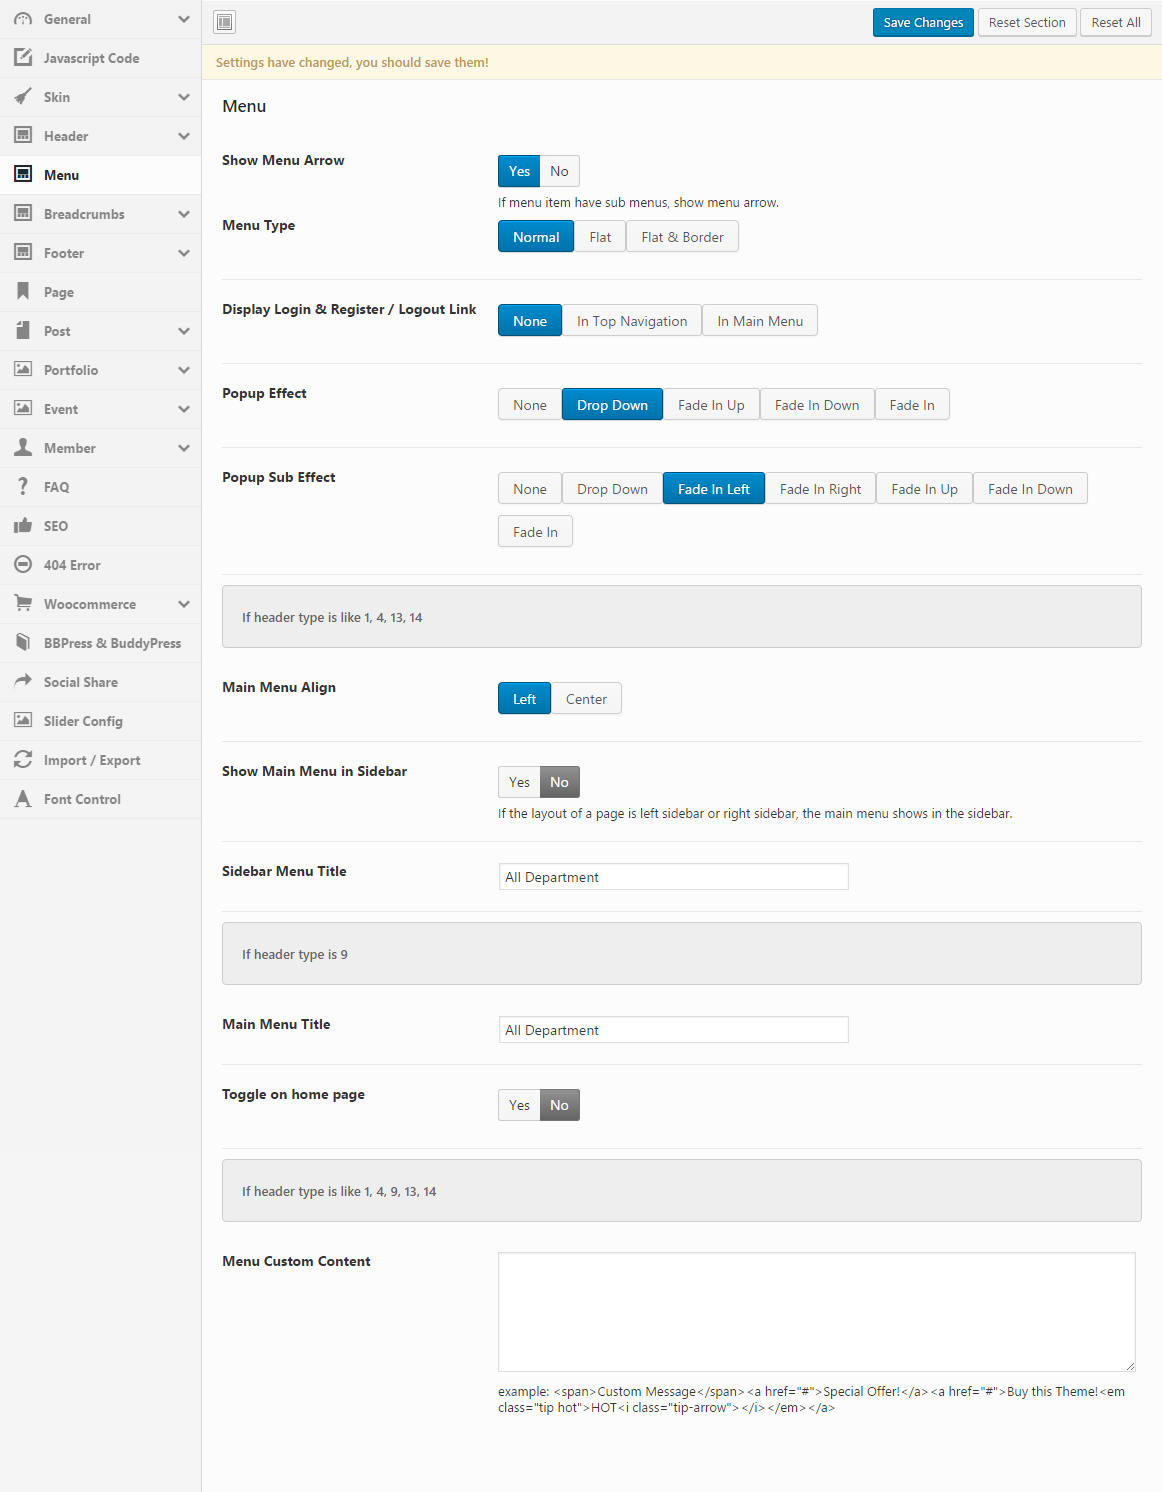 General
Javascript Code
Skin
Header
Menu
Breadcrumbs
Footer
Page
Post
Portfolio
Event
Member
FAQ
SEO
404 Error
Woocommerce
BBPress & BuddyPress
Social Share
Slider Config
Import / Export
Font Control
Save Changes Reset Section Reset All
Settings have changed, you should save them!
Menu
Show Menu Arrow Yes No
If menu item have sub menus, show menu arrow.
Menu Type Normal Flat Flat & Border
Display Login & Register / Logout Link None In Top Navigation In Main Menu
Popup Effect None Drop Down Fade In Up Fade In Down Fade In
Popup Sub Effect None Drop Down Fade In Left Fade In Right Fade In Up Fade In Down
Fade In
If header type is like 1, 4, 13, 14
Main Menu Align Left Center
Show Main Menu in Sidebar Yes No
If the layout of a page is left sidebar or right sidebar, the main menu shows in the sidebar.
Sidebar Menu Title All Department
If header type is 9
Main Menu Title All Department
Toggle on home page Yes No
If header type is like 1, 4, 9, 13, 14
Menu Custom Content
example: <span>Custom Message</span><a href="#">Special Offer!</a><a href="#">Buy this Theme!<em
class="tip hot">HOT<i class="tip-arrow"></i></em></a>